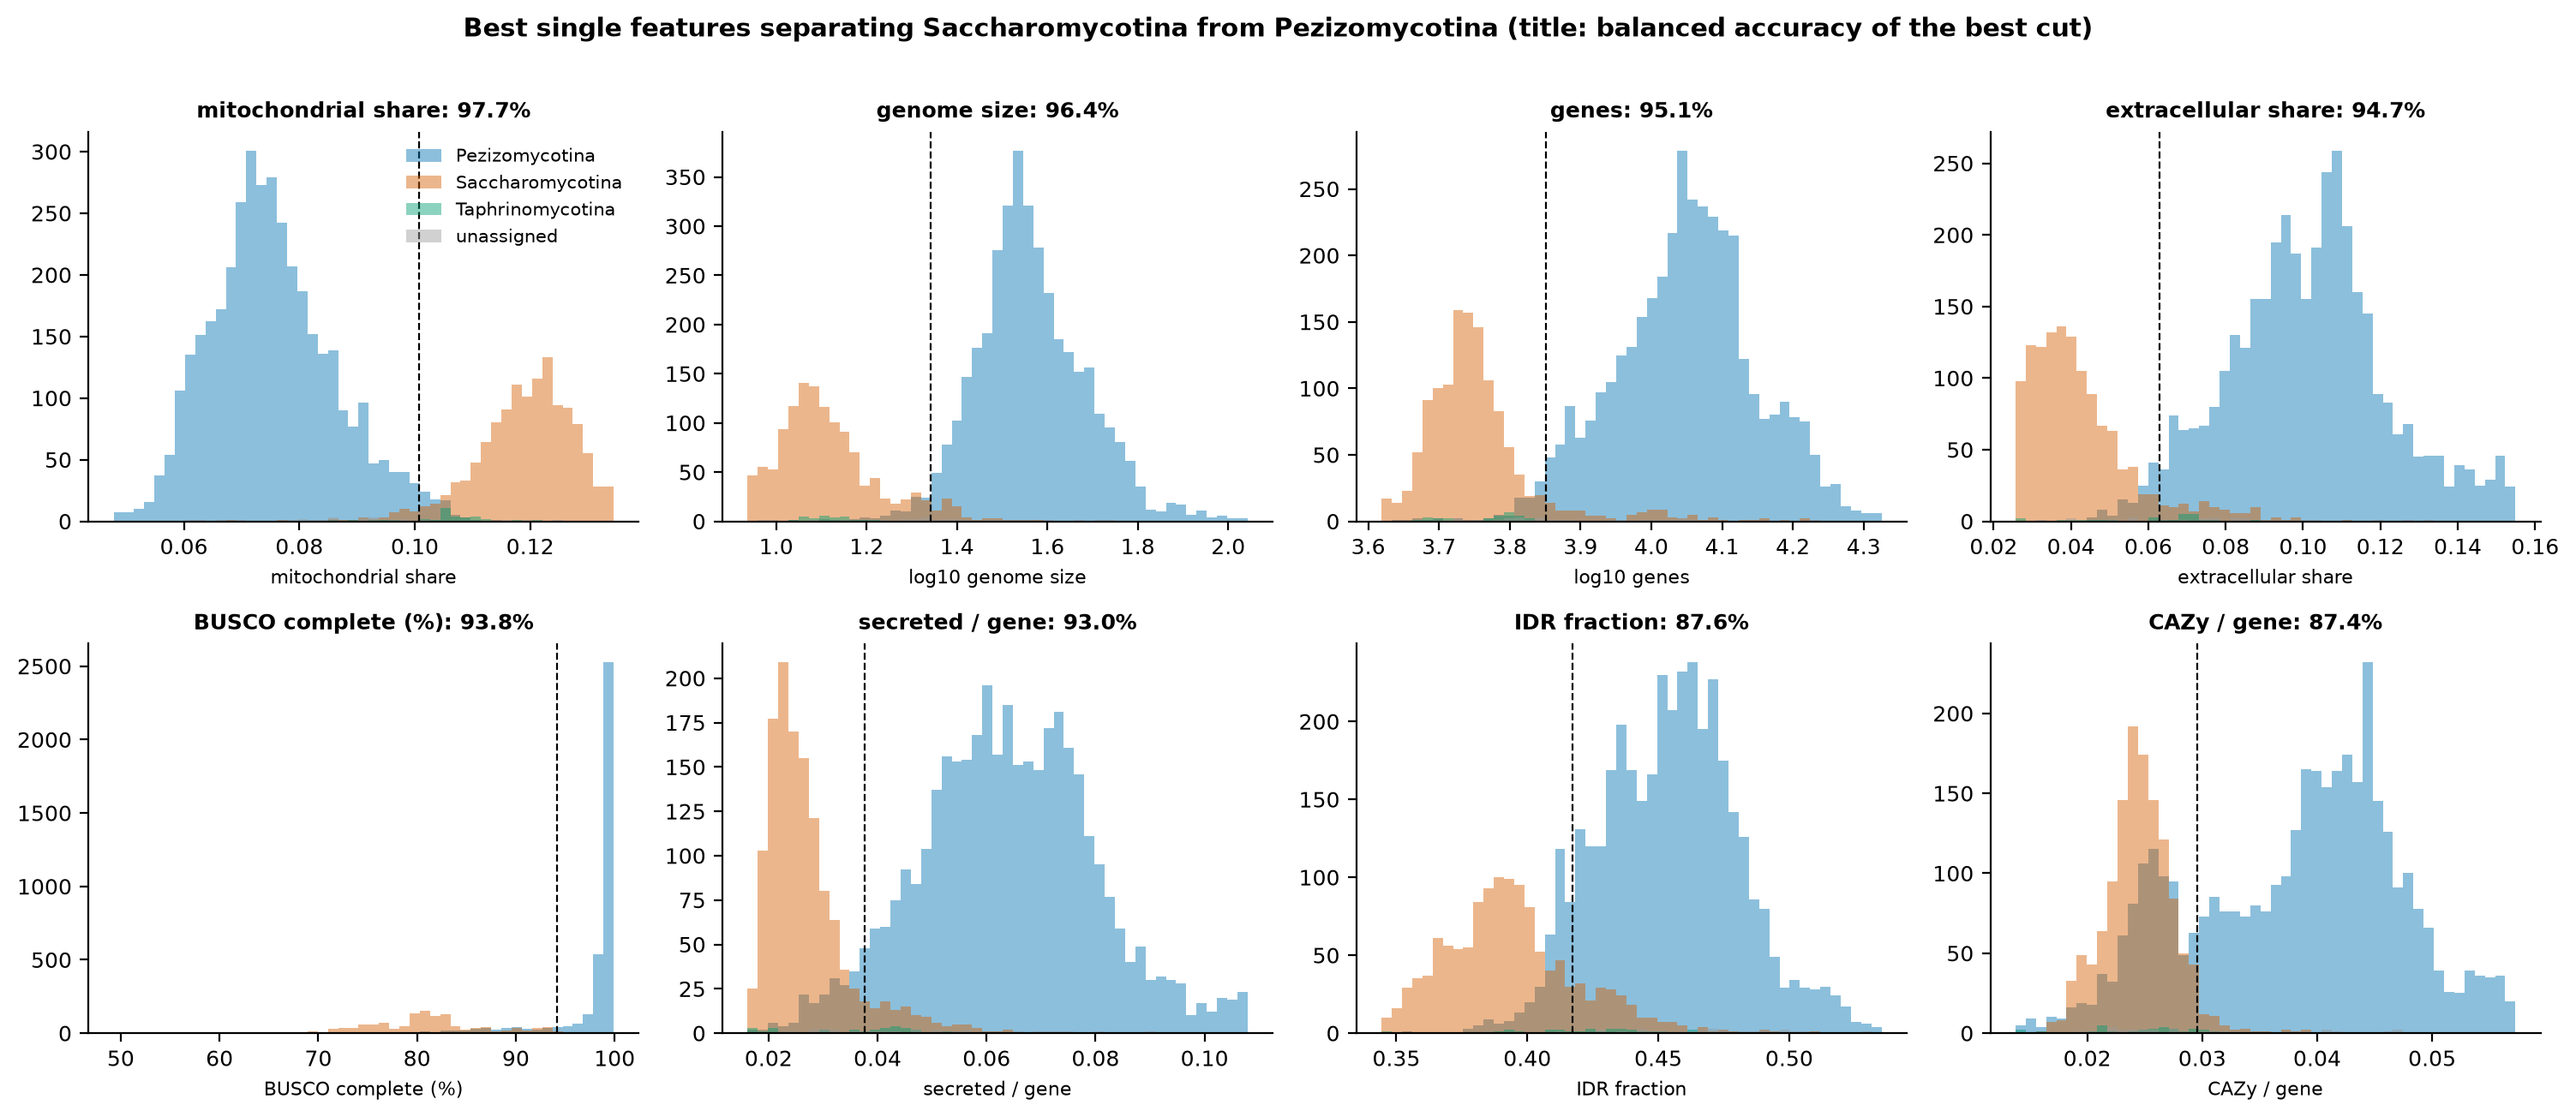 Best single features separating Saccharomycotina from Pezizomycotina (title: balanced accuracy of the best cut)
mitochondrial share: 97.7%
300
250
200
150
100
50
0
0.06 0.08 0.10 0.12
mitochondrial share
Pezizomycotina
Saccharomycotina
Taphrinomycotina
unassigned
genome size: 96.4%
350
300
250
200
150
100
50
0
1.0 1.2 1.4 1.6 1.8 2.0
log10 genome size
genes: 95.1%
250
200
150
100
50
0
3.6 3.7 3.8 3.9 4.0 4.1 4.2 4.3
log10 genes
extracellular share: 94.7%
250
200
150
100
50
0
0.02 0.04 0.06 0.08 0.10 0.12 0.14 0.16
extracellular share
BUSCO complete (%): 93.8%
2500
2000
1500
1000
500
0
50 60 70 80 90 100
BUSCO complete (%)
secreted / gene: 93.0%
200
175
150
125
100
75
50
25
0
0.02 0.04 0.06 0.08 0.10
secreted / gene
IDR fraction: 87.6%
200
150
100
50
0
0.35 0.40 0.45 0.50
IDR fraction
CAZy / gene: 87.4%
200
150
100
50
0
0.02 0.03 0.04 0.05
CAZy / gene